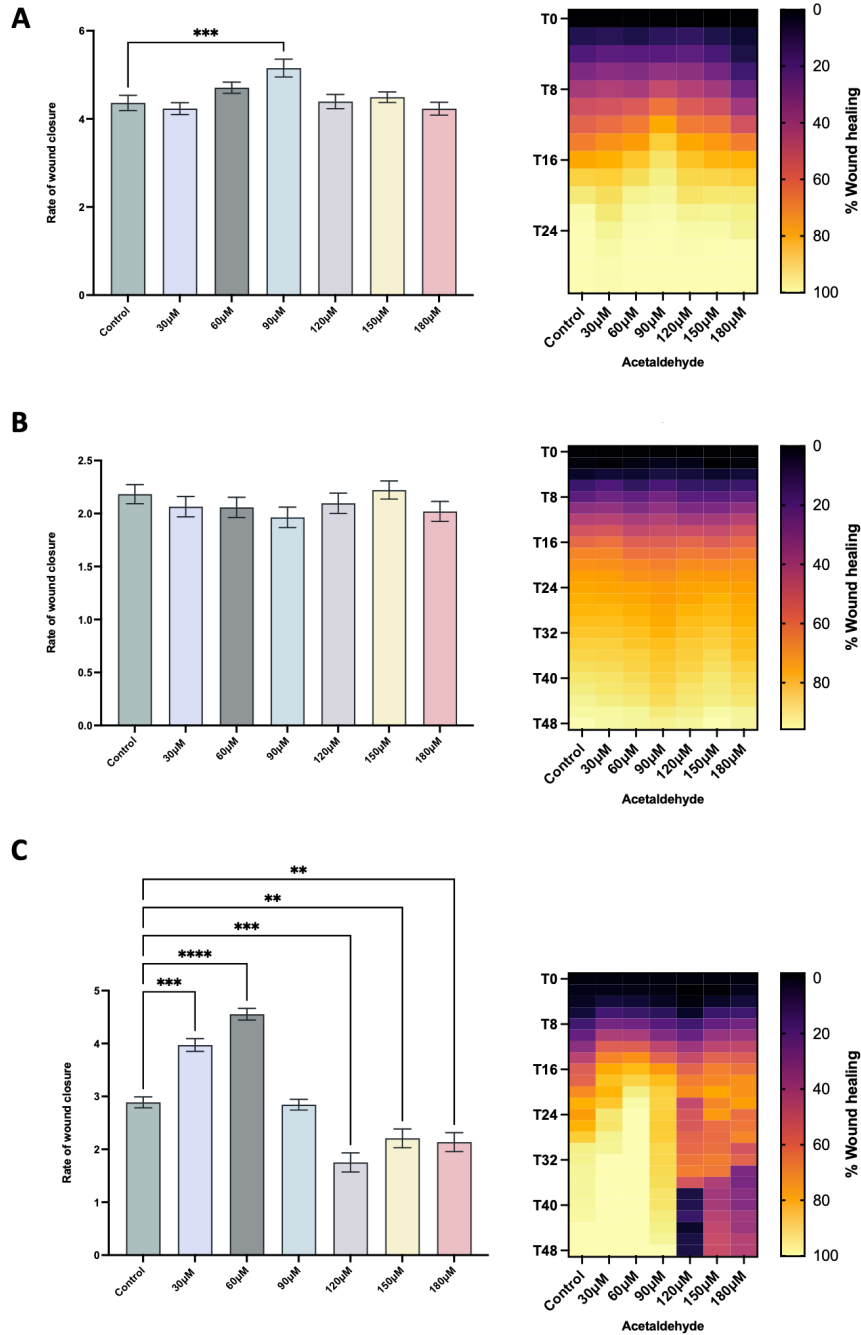 A
6
4
2
0
Rate of wound closure
***
Control
30μM
60μM
90μM
120μM
150μM
180μM
T0
T8
T16
T24
Control
30μM
60μM
90μM
120μM
150μM
180μM
Acetaldehyde
0
20
40
60
80
100
% Wound healing
B
2.5
2.0
1.5
1.0
0.5
0.0
Rate of wound closure
Control
30μM
60μM
90μM
120μM
150μM
180μM
T0
T8
T16
T24
T32
T40
T48
Control
30μM
60μM
90μM
120μM
150μM
180μM
Acetaldehyde
0
20
40
60
80
% Wound healing
C
**
**
***
****
***
5
4
3
2
1
0
Rate of wound closure
Control
30μM
60μM
90μM
120μM
150μM
180μM
T0
T8
T16
T24
T32
T40
T48
Control
30μM
60μM
90μM
120μM
150μM
180μM
Acetaldehyde
0
20
40
60
80
100
% Wound healing